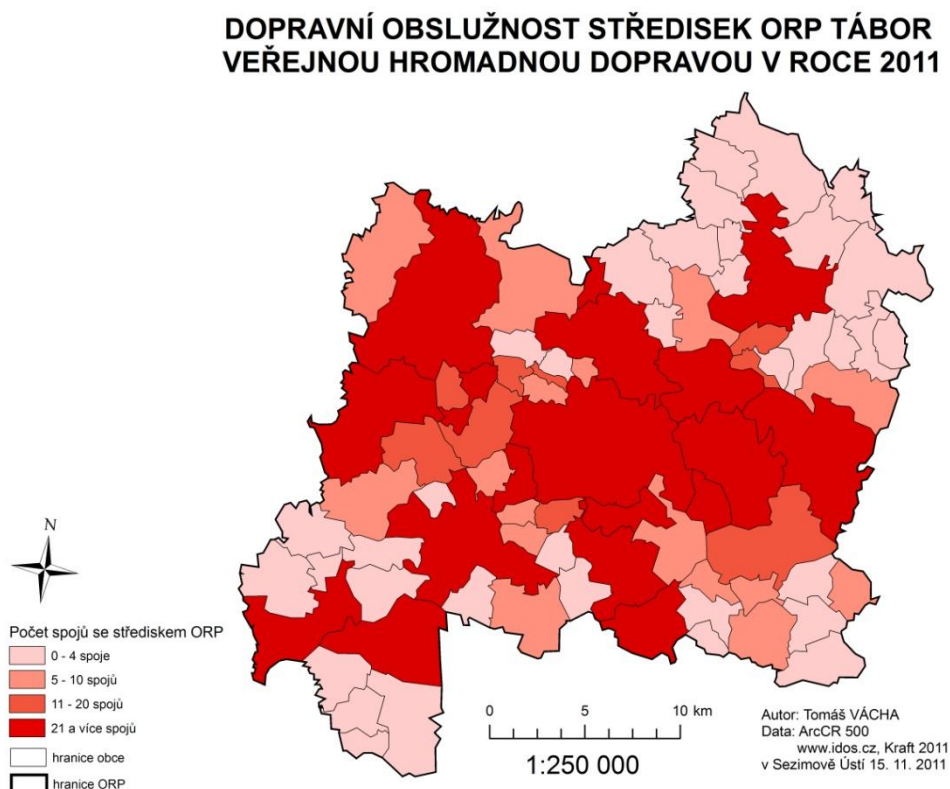 DOPRAVNÍ OBSLUŽNOST STŘEDISEK ORP TÁBOR
VEŘEJNOU HROMADNOU DOPRAVOU V ROCE 2011
N
Počet spojů se střediskem ORP
0 - 4 spoje
5 - 10 spojů
11 - 20 spojů
21 a více spojů
hranice obce
hranice ORP
0 5 10 km
1:250 000
Autor: Tomáš VÁCHA
Data: ArcCR 500
www.idos.cz, Kraft 2011
v Sezimově Ústí 15. 11. 2011